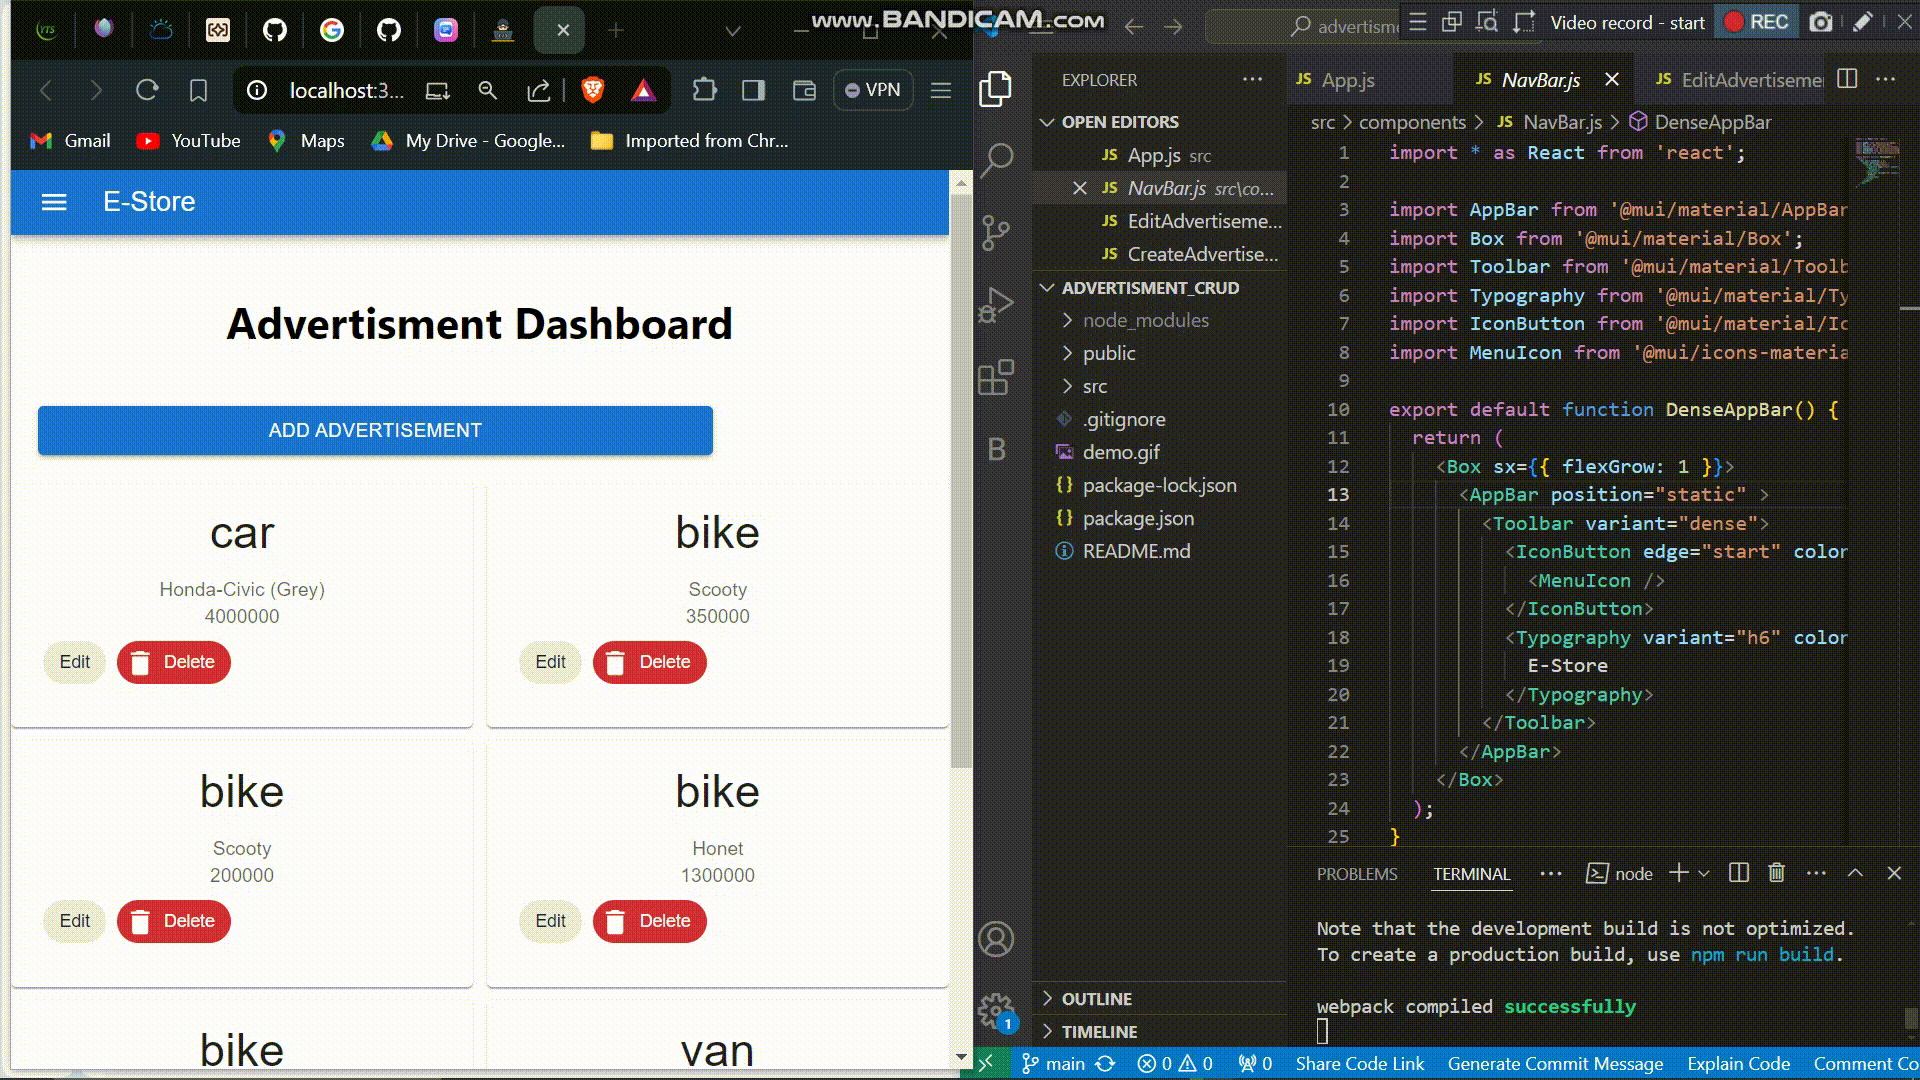 www.BANDICAM.com
YTS
localhost:3...
VPN
Gmail
YouTube
Maps
My Drive - Google...
Imported from Chr...
E-Store
Advertisment Dashboard
ADD ADVERTISEMENT
car
Honda-Civic (Grey)
4000000
Edit
Delete
bike
Scooty
350000
Edit
Delete
bike
Scooty
200000
Edit
Delete
bike
Honet
1300000
Edit
Delete
bike
van
advertisme
Video record - start
REC
EXPLORER
OPEN EDITORS
JS App.js src
JS NavBar.js src\co...
JS EditAdvertiseme...
JS CreateAdvertise...
ADVERTISMENT_CRUD
node_modules
public
src
.gitignore
demo.gif
{} package-lock.json
{} package.json
README.md
OUTLINE
TIMELINE
B
1
JS App.js
JS NavBar.js
JS EditAdvertiseme
src > components > JS NavBar.js > DenseAppBar
1 import * as React from 'react';
2
3 import AppBar from '@mui/material/AppBar
4 import Box from '@mui/material/Box';
5 import Toolbar from '@mui/material/Toolb
6 import Typography from '@mui/material/Ty
7 import IconButton from '@mui/material/Ic
8 import MenuIcon from '@mui/icons-materia
9
10 export default function DenseAppBar() {
11 return (
12 <Box sx={{ flexGrow: 1 }}>
13 <AppBar position="static" >
14 <Toolbar variant="dense">
15 <IconButton edge="start" color
16 <MenuIcon />
17 </IconButton>
18 <Typography variant="h6" color
19 E-Store
20 </Typography>
21 </Toolbar>
22 </AppBar>
23 </Box>
24 );
25 }
PROBLEMS
TERMINAL
node
Note that the development build is not optimized.
To create a production build, use npm run build.
webpack compiled successfully
main
0
0
0
Share Code Link
Generate Commit Message
Explain Code
Comment Co